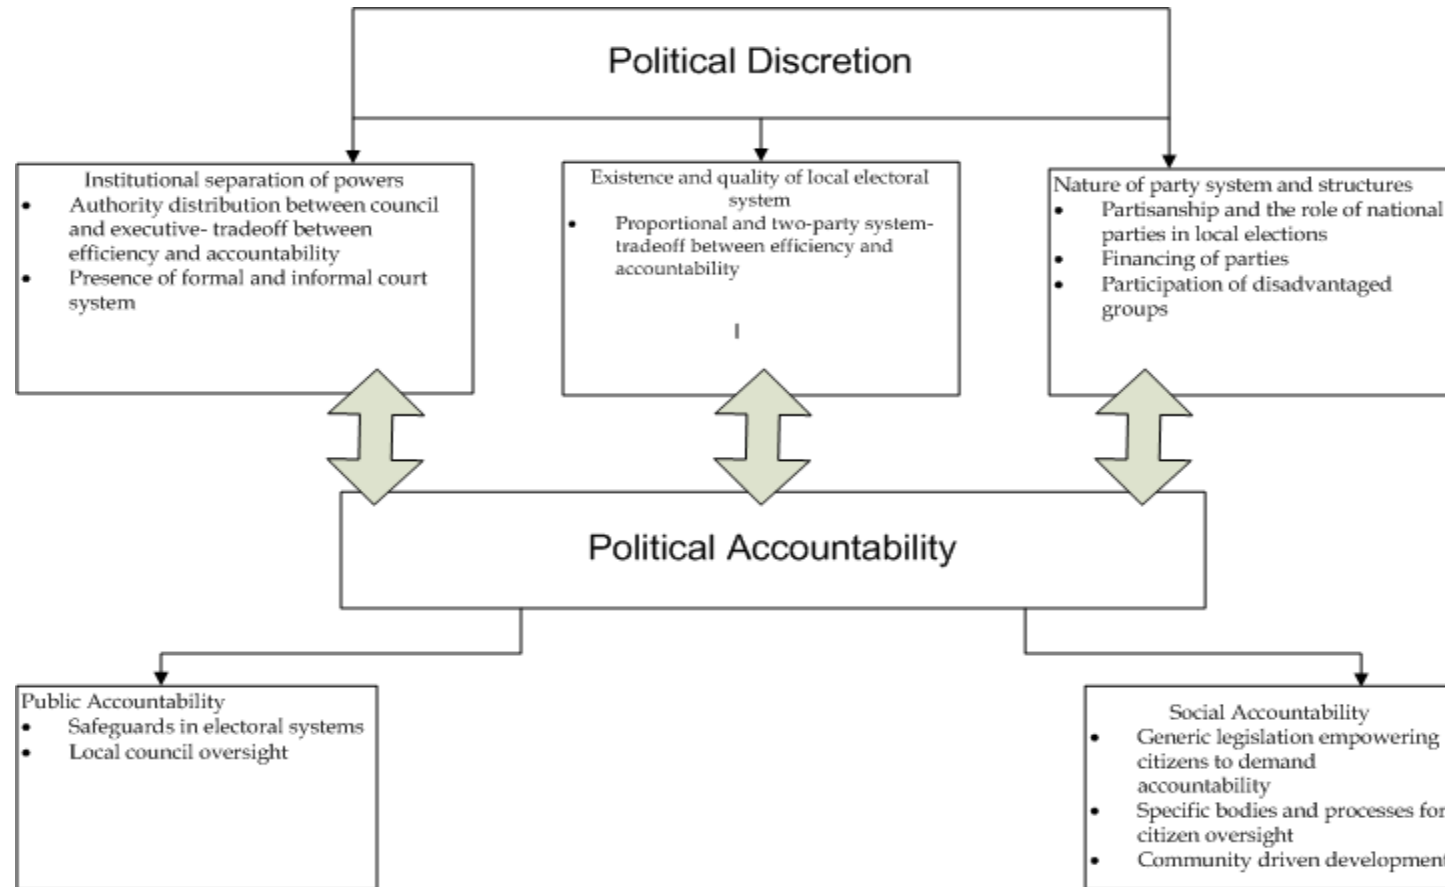 Political Discretion
Institutional separation of powers
• Authority distribution between council
and executive- tradeoff between
efficiency and accountability
• Presence of formal and informal court
system
Existence and quality of local electoral
system
• Proportional and two-party system-
tradeoff between efficiency and
accountability
I
Nature of party system and structures
• Partisanship and the role of national
parties in local elections
• Financing of parties
• Participation of disadvantaged
groups
Political Accountability
Public Accountability
• Safeguards in electoral systems
• Local council oversight
Social Accountability
• Generic legislation empowering
citizens to demand
accountability
• Specific bodies and processes for
citizen oversight
• Community driven development